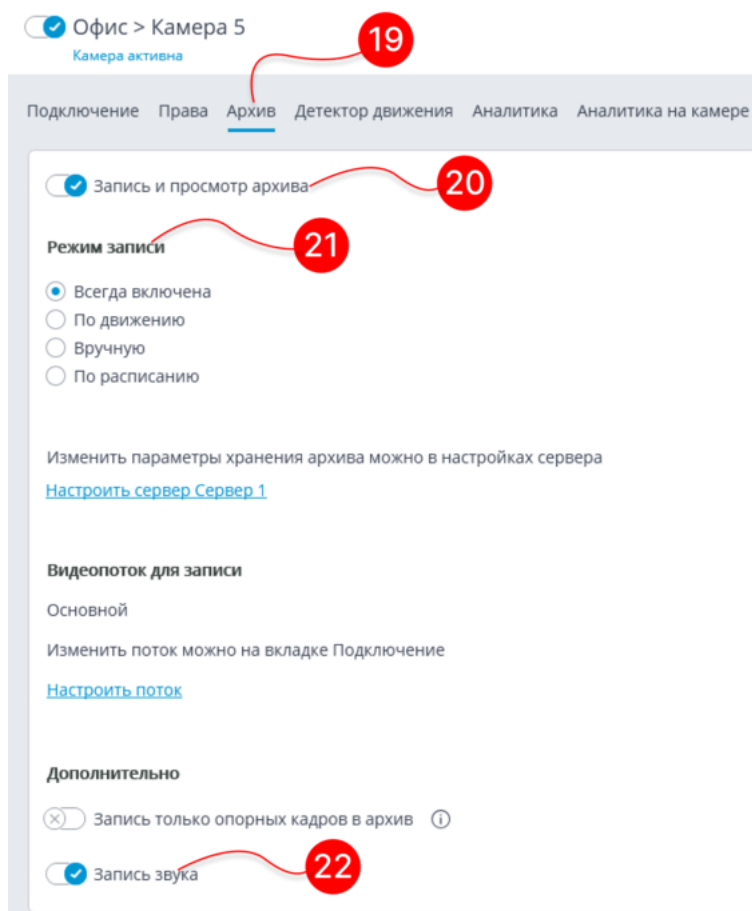 Офис > Камера 5
Камера активна
19
Подключение Права Архив Детектор движения Аналитика Аналитика на камере
Запись и просмотр архива
20
Режим записи
21
Всегда включена
По движению
Вручную
По расписанию
Изменить параметры хранения архива можно в настройках сервера
Настроить сервер Сервер 1
Видеопоток для записи
Основной
Изменить поток можно на вкладке Подключение
Настроить поток
Дополнительно
Запись только опорных кадров в архив
Запись звука
22